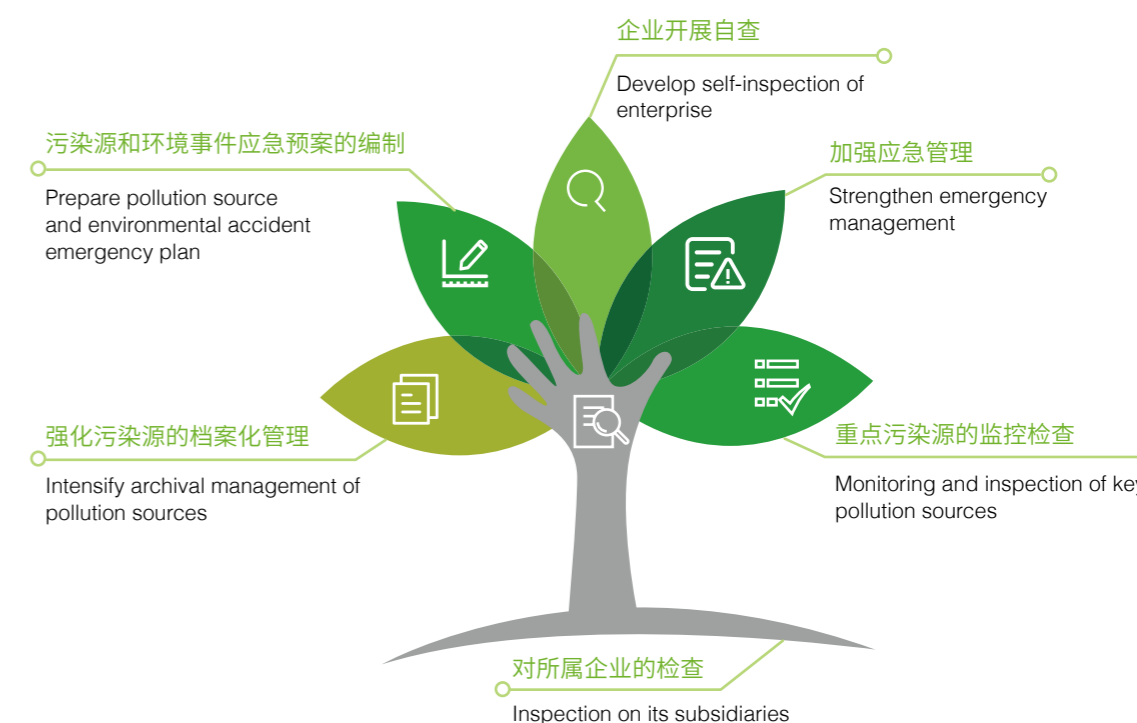 企业开展自查
Develop self-inspection of
enterprise
污染源和环境事件应急预案的编制
Prepare pollution source
and environmental accident
emergency plan
加强应急管理
Strengthen emergency
management
强化污染源的档案化管理
Intensify archival management of
pollution sources
重点污染源的监控检查
Monitoring and inspection of key
pollution sources
对所属企业的检查
Inspection on its subsidiaries